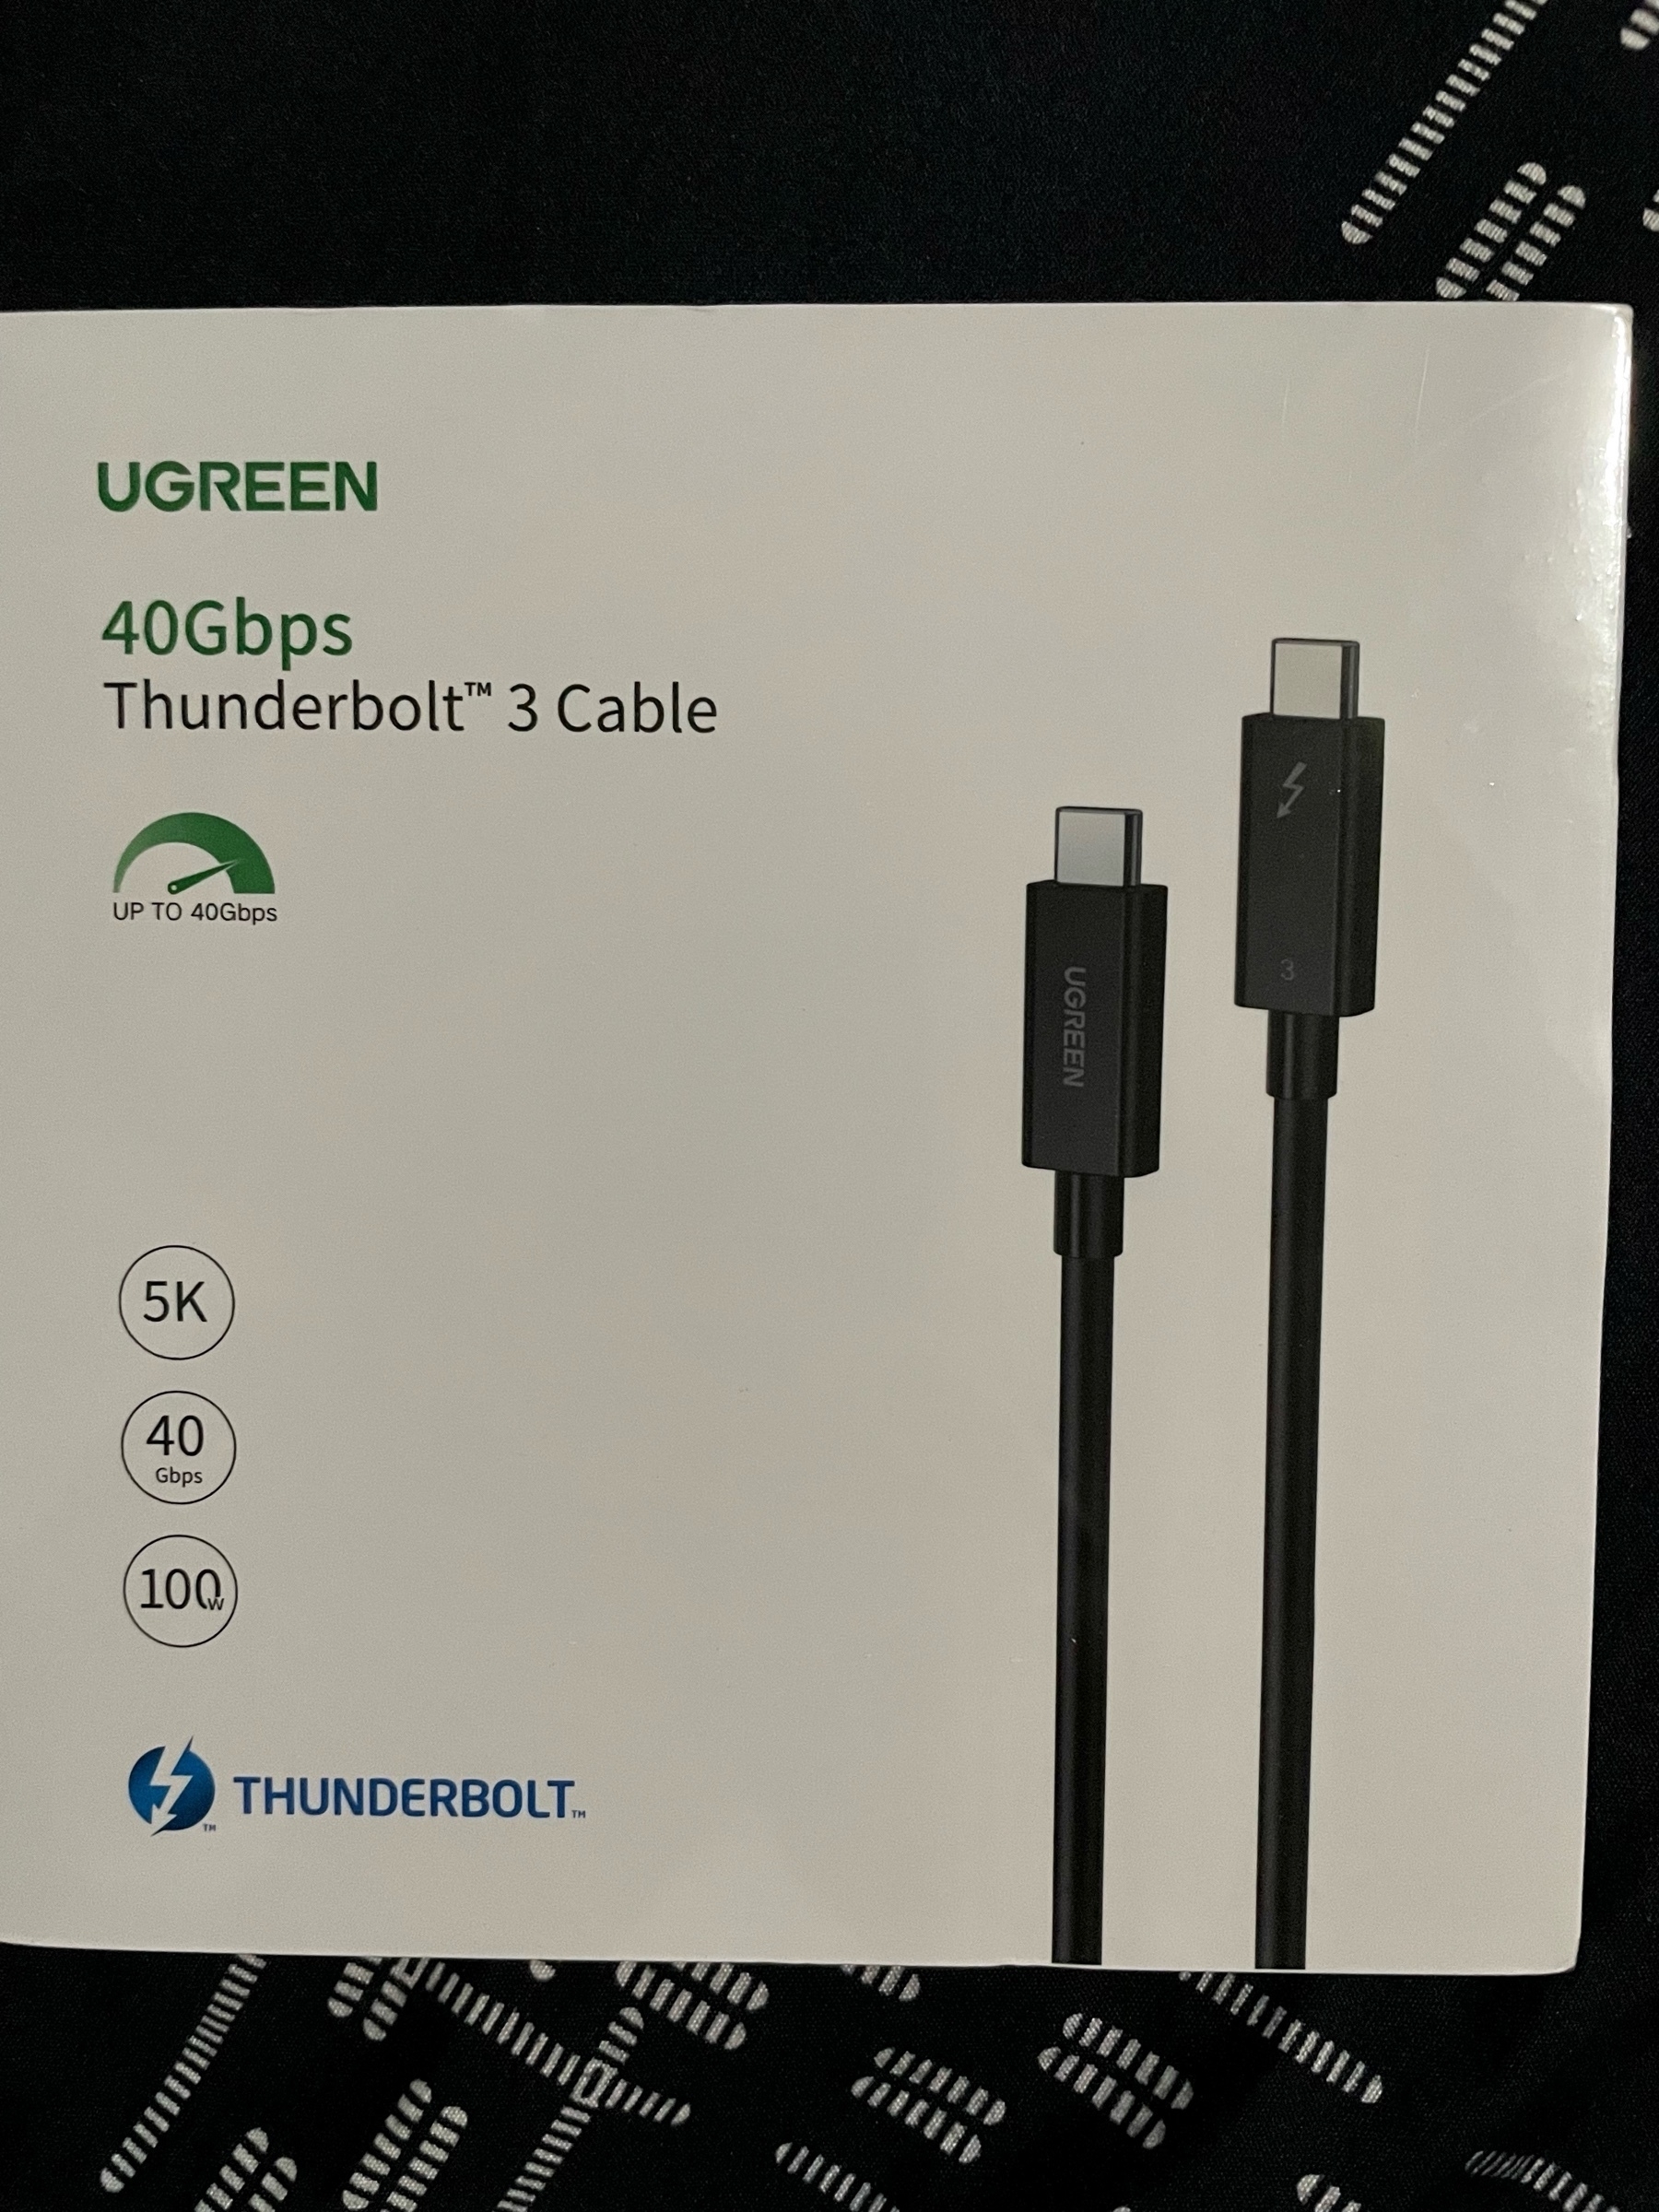 UGREEN
40Gbps
Thunderbolt™ 3 Cable
UP TO 40Gbps
UGREEN
3
5K
40
Gbps
100W
THUNDERBOLT™